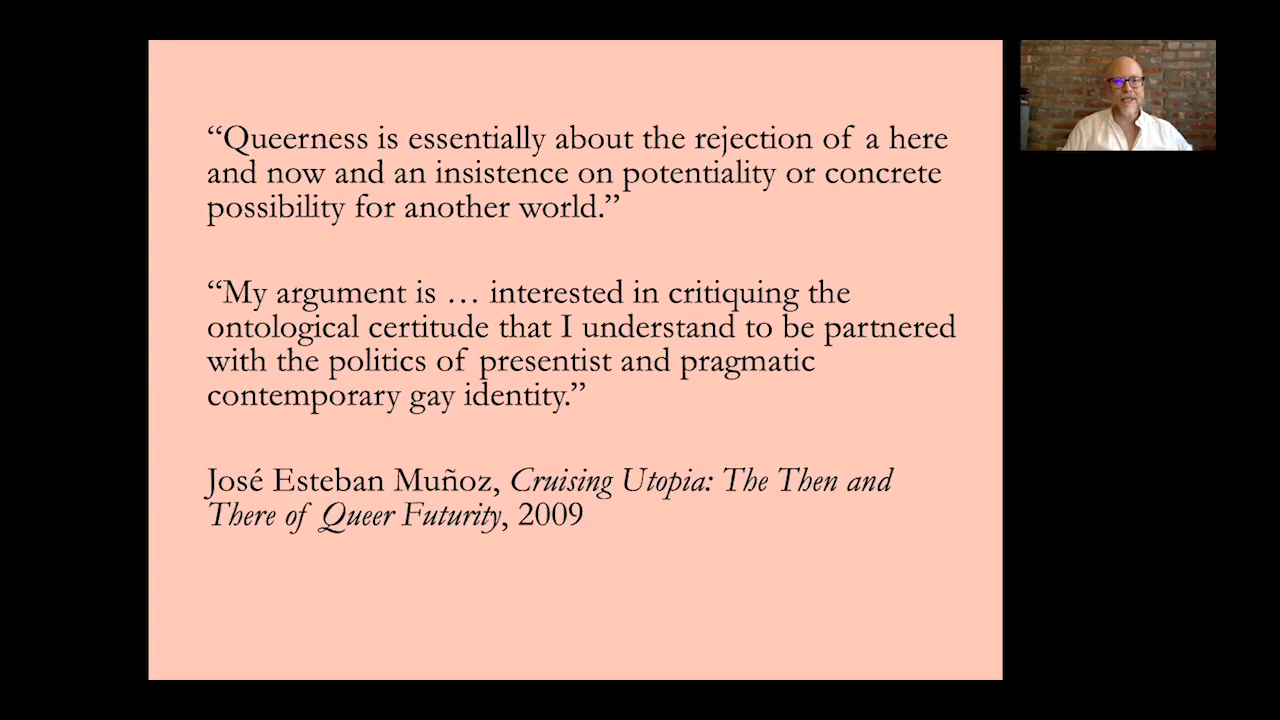 “Queerness is essentially about the rejection of a here
and now and an insistence on potentiality or concrete
possibility for another world.”
“My argument is … interested in critiquing the
ontological certitude that I understand to be partnered
with the politics of presentist and pragmatic
contemporary gay identity.”
José Esteban Muñoz, Cruising Utopia: The Then and
There of Queer Futurity, 2009